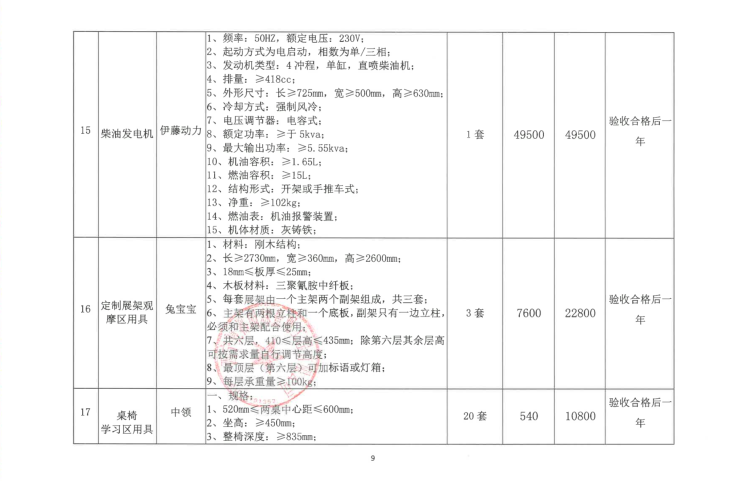 15
柴油发电机
伊藤动力
1、频率：50HZ，额定电压：230V；
2、起动方式为电启动，相数为单/三相；
3、发动机类型：4 冲程，单缸，直喷柴油机；
4、排量：≥418cc；
5、外形尺寸：长≥725mm，宽≥500mm，高≥630mm；
6、冷却方式：强制风冷；
7、电压调节器：电容式；
8、额定功率：≥于 5kva；
9、最大输出功率：≥5.55kva；
10、机油容积：≥1.65L；
11、燃油容积：≥15L；
12、结构形式：开架或手推车式；
13、净重：≥102kg；
14、燃油表：机油报警装置；
15、机体材质：灰铸铁；
1 套
49500
49500
验收合格后一
年
16
定制展架观
摩区用具
兔宝宝
1、材料：刚木结构；
2、长≥2730mm，宽≥360mm，高≥2600mm；
3、18mm≤板厚≤25mm；
4、木板材料：三聚氰胺中纤板；
5、每套展架由一个主架两个副架组成，共三套；
6、主架有两根立柱和一个底板，副架只有一边立柱，
必须和主架配合使用；
7、共六层，410≤层高≤435mm；除第六层其余层高
可按需求量自行调节高度；
8、最顶层（第六层）可加标语或灯箱；
9、每层承重量≥100kg；
3 套
7600
22800
验收合格后一
年
17
桌椅
学习区用具
中领
一、规格：
1、520mm≤两桌中心距≤600mm；
2、坐高：≥450mm；
3、整椅深度：≥835mm；
20 套
540
10800
验收合格后一
年
9